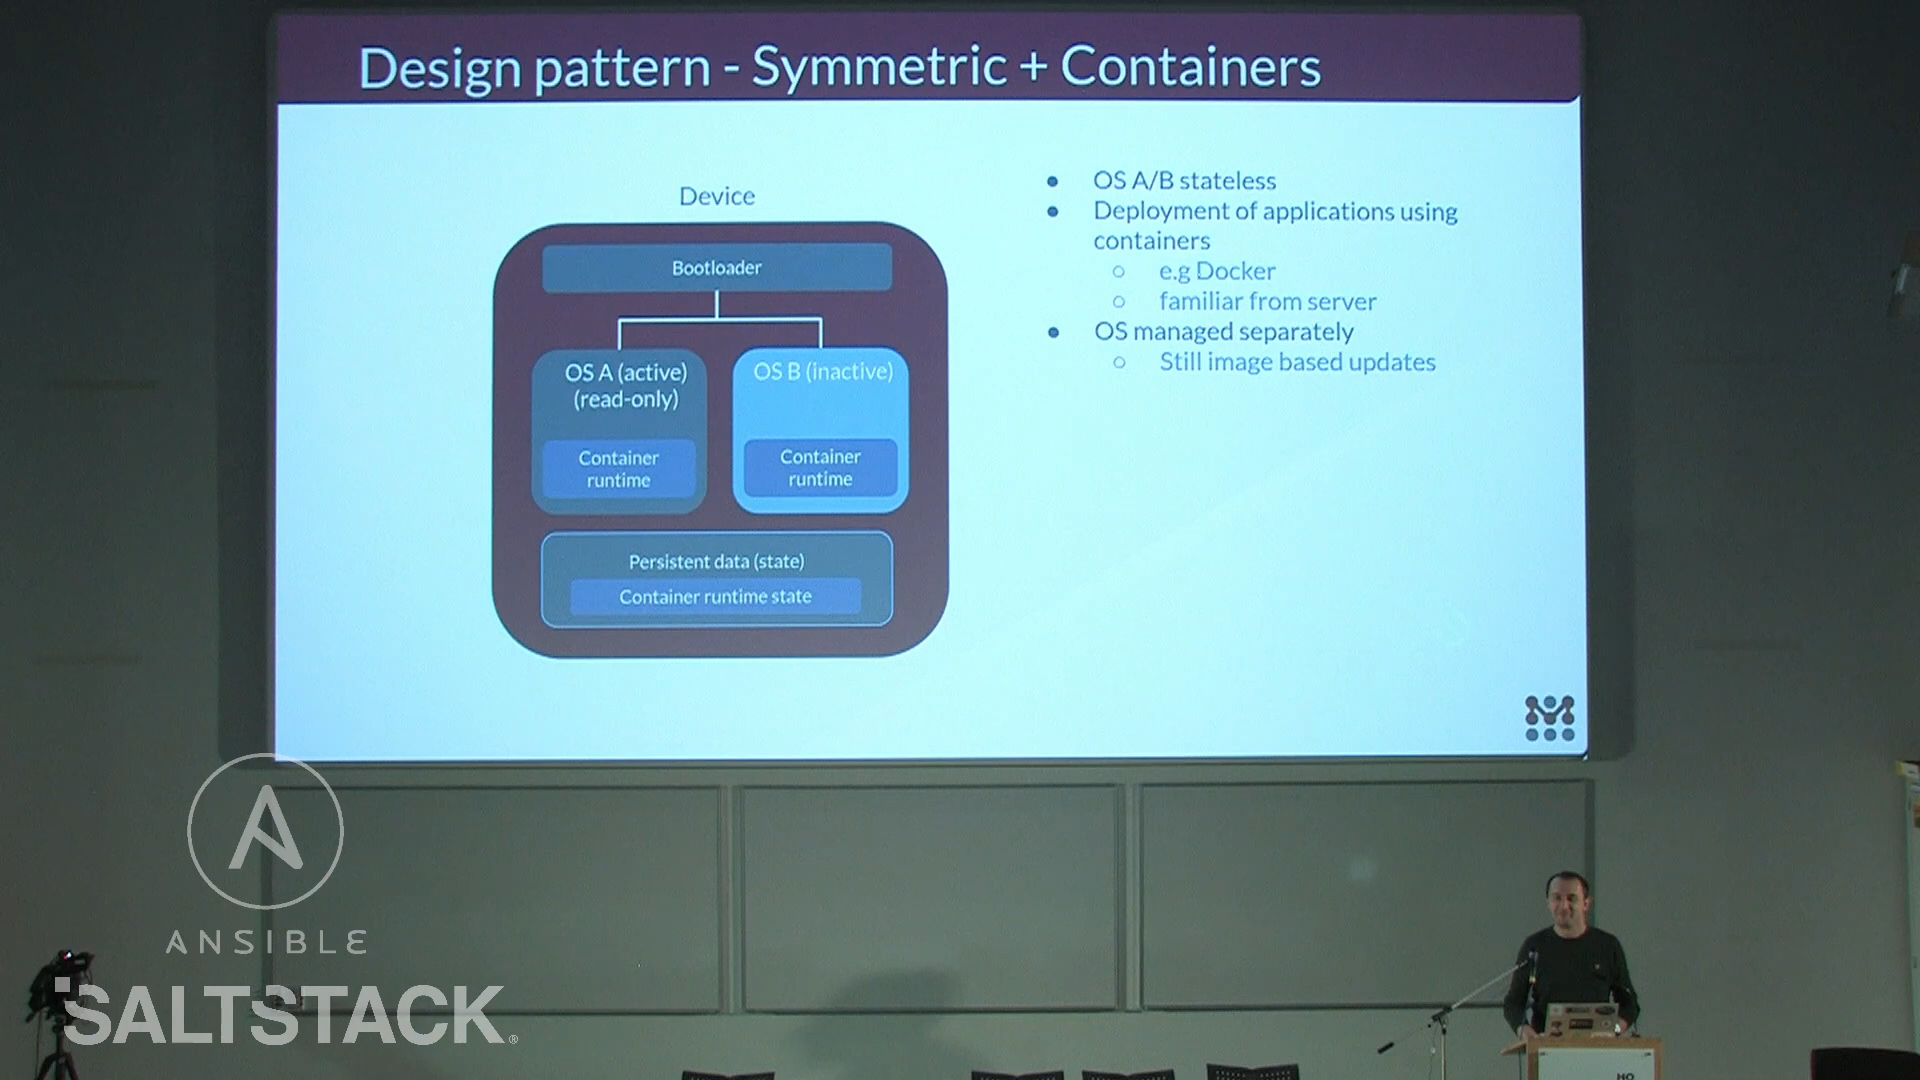 Design pattern - Symmetric + Containers
Device
Bootloader
OS A (active)
(read-only)
Container
runtime
OS B (inactive)
Container
runtime
Persistent data (state)
Container runtime state
● OS A/B stateless
● Deployment of applications using
containers
○ e.g Docker
○ familiar from server
● OS managed separately
○ Still image based updates
ANSIBLE
SALTSTACK®
HO